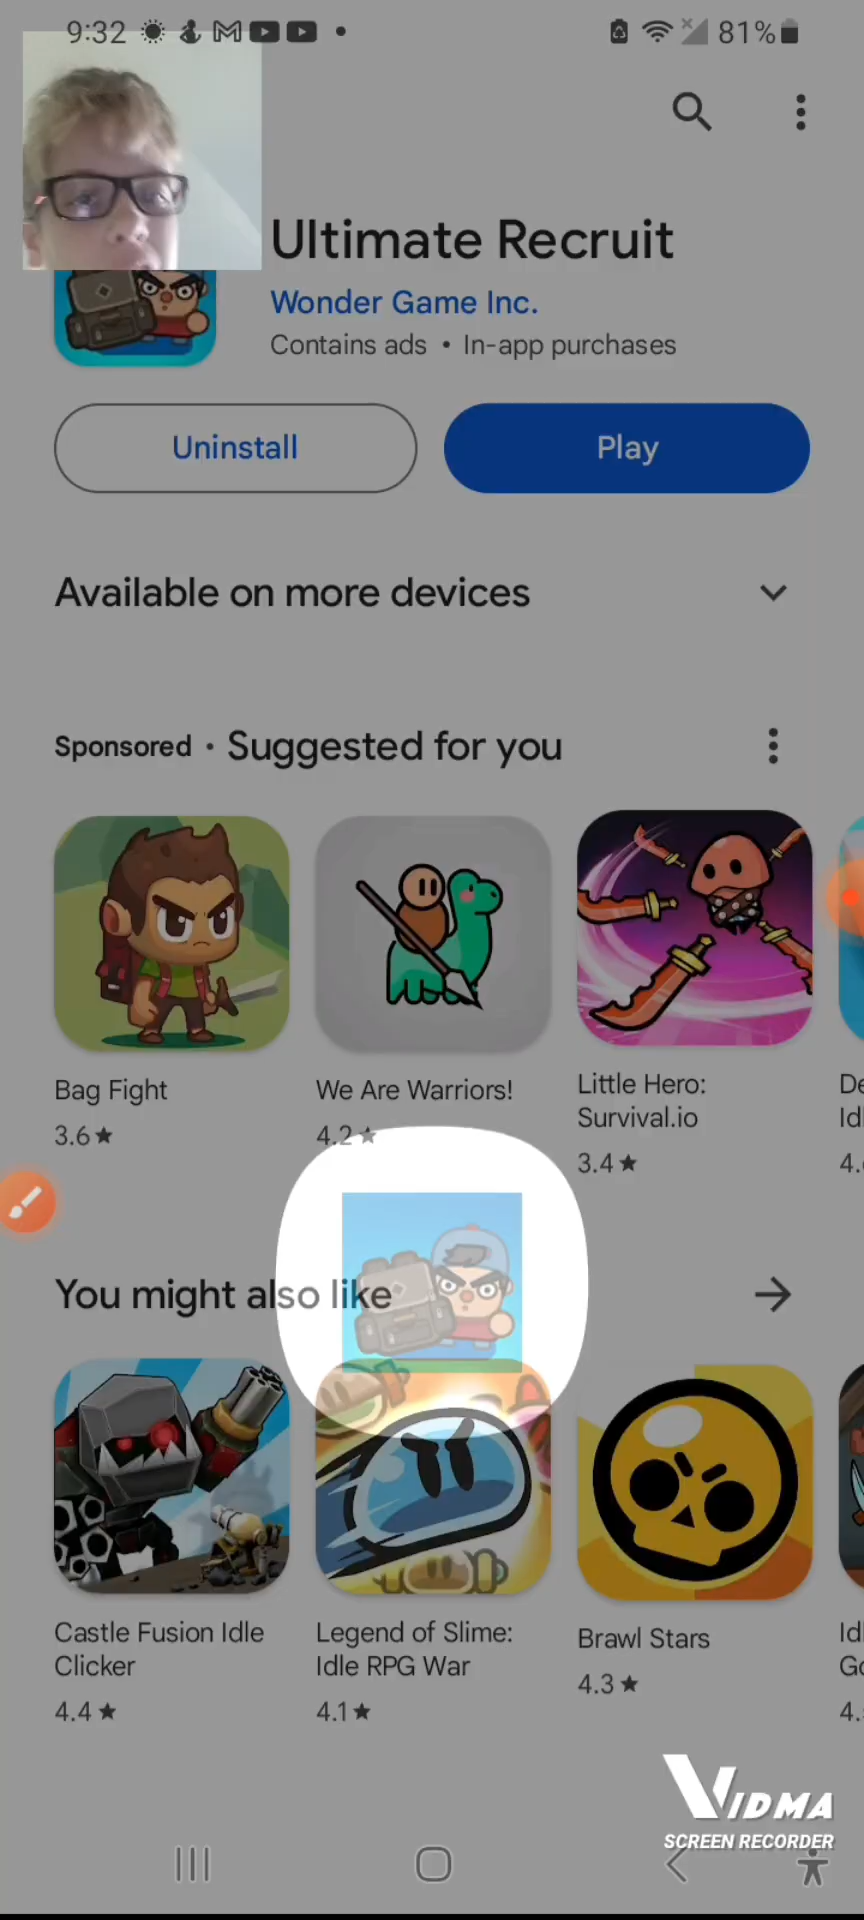 9:32
81%
Ultimate Recruit
Wonder Game Inc.
Contains ads • In-app purchases
Uninstall
Play
Available on more devices
Sponsored • Suggested for you
Bag Fight
3.6★
We Are Warriors!
4.2★
Little Hero:
Survival.io
3.4★
You might also like
Castle Fusion Idle
Clicker
4.4★
Legend of Slime:
Idle RPG War
4.1★
Brawl Stars
4.3★
VIDMA
SCREEN RECORDER